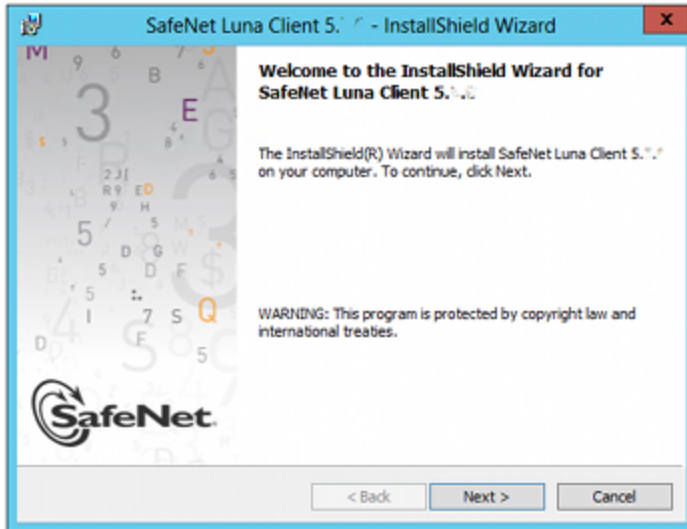 SafeNet Luna Client 5. - InstallShield Wizard
x
Welcome to the InstallShield Wizard for
SafeNet Luna Client 5.
The InstallShield(R) Wizard will install SafeNet Luna Client 5.
on your computer. To continue, click Next.
WARNING: This program is protected by copyright law and
international treaties.
SafeNet.
< Back
Next >
Cancel